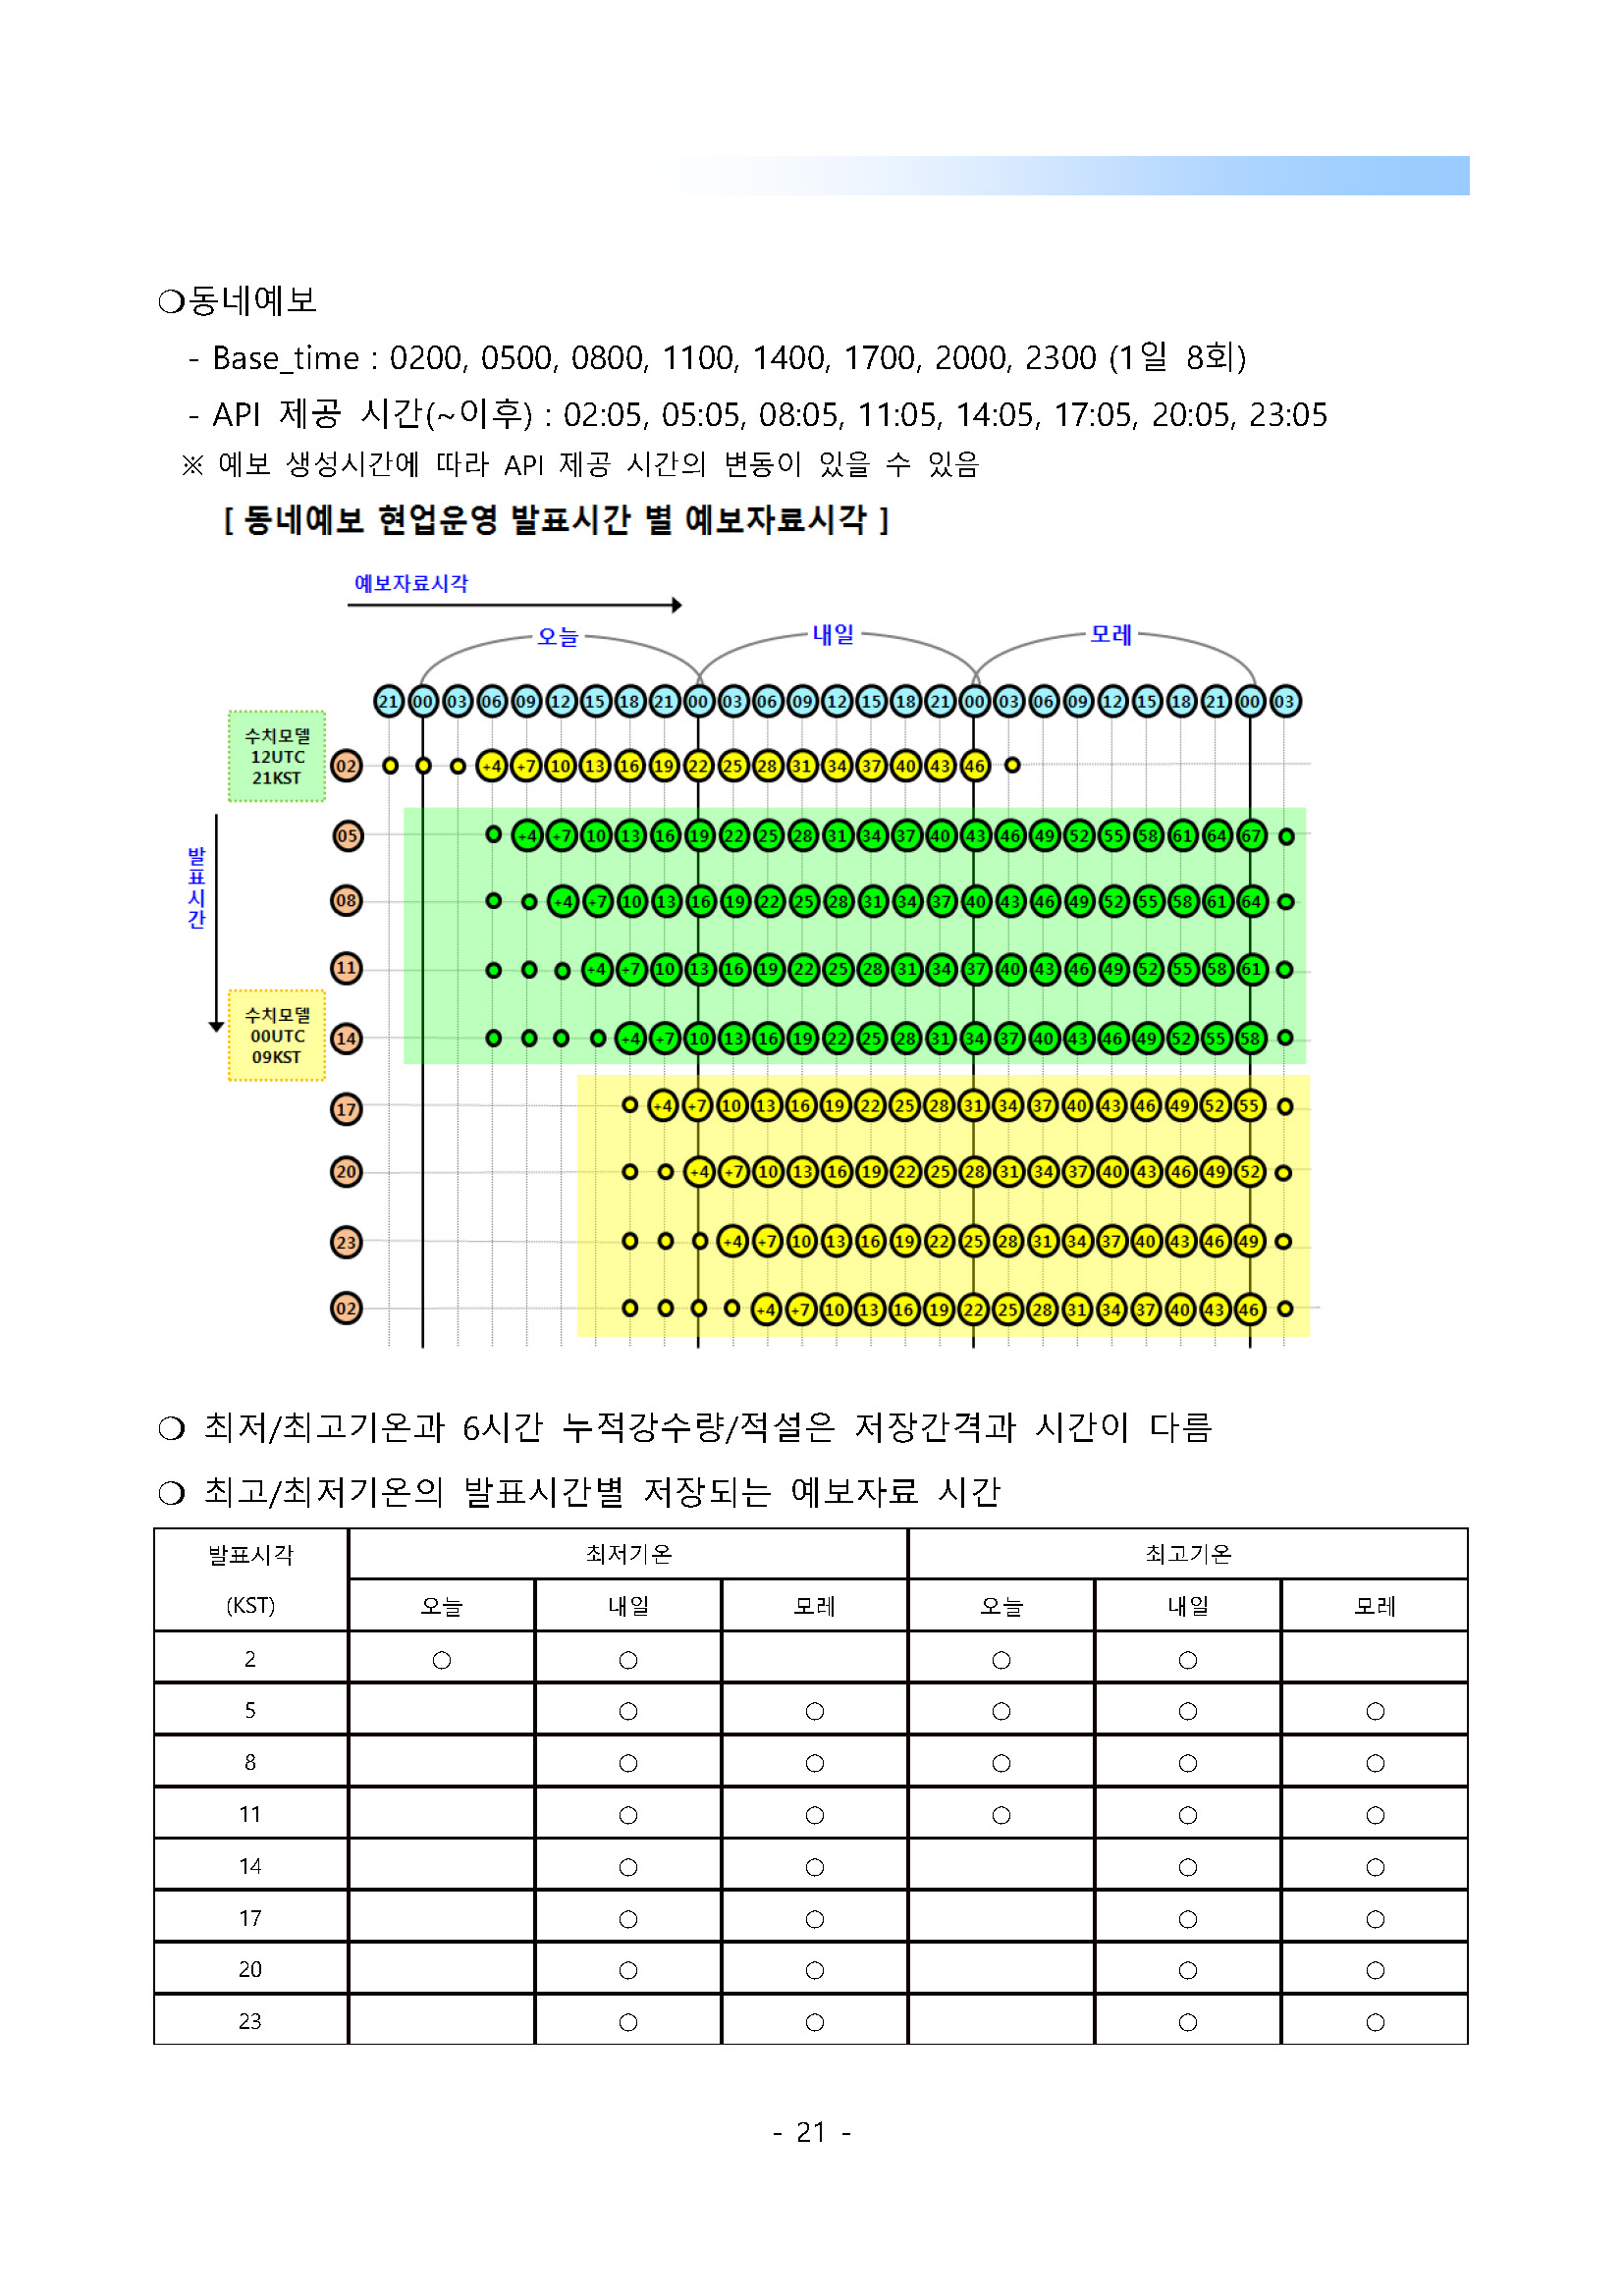 ❍동네예보
- Base_time : 0200, 0500, 0800, 1100, 1400, 1700, 2000, 2300 (1일 8회)
- API 제공 시간(~이후) : 02:05, 05:05, 08:05, 11:05, 14:05, 17:05, 20:05, 23:05
※ 예보 생성시간에 따라 API 제공 시간의 변동이 있을 수 있음
[ 동네예보 현업운영 발표시간 별 예보자료시각 ]
예보자료시각
오늘 내일 모레
21 00 03 06 09 12 15 18 21 00 03 06 09 12 15 18 21 00 03 06 09 12 15 18 21 00 03
수치모델
12UTC
21KST
02 +4 +7 10 13 16 19 22 25 28 31 34 37 40 43 46
발표시간
05 +4 +7 10 13 16 19 22 25 28 31 34 37 40 43 46 49 52 55 58 61 64 67
08 +4 +7 10 13 16 19 22 25 28 31 34 37 40 43 46 49 52 55 58 61 64
11 +4 +7 10 13 16 19 22 25 28 31 34 37 40 43 46 49 52 55 58 61
수치모델
00UTC
09KST
14 +4 +7 10 13 16 19 22 25 28 31 34 37 40 43 46 49 52 55 58
17 +4 +7 10 13 16 19 22 25 28 31 34 37 40 43 46 49 52 55
20 +4 +7 10 13 16 19 22 25 28 31 34 37 40 43 46 49 52
23 +4 +7 10 13 16 19 22 25 28 31 34 37 40 43 46 49
02 +4 +7 10 13 16 19 22 25 28 31 34 37 40 43 46
❍ 최저/최고기온과 6시간 누적강수량/적설은 저장간격과 시간이 다름
❍ 최고/최저기온의 발표시간별 저장되는 예보자료 시간
발표시각 최저기온 최고기온
(KST) 오늘 내일 모레 오늘 내일 모레
2 ○ ○ ○ ○
5 ○ ○ ○ ○ ○
8 ○ ○ ○ ○ ○
11 ○ ○ ○ ○ ○
14 ○ ○ ○ ○
17 ○ ○ ○ ○
20 ○ ○ ○ ○
23 ○ ○ ○ ○
- 21 -